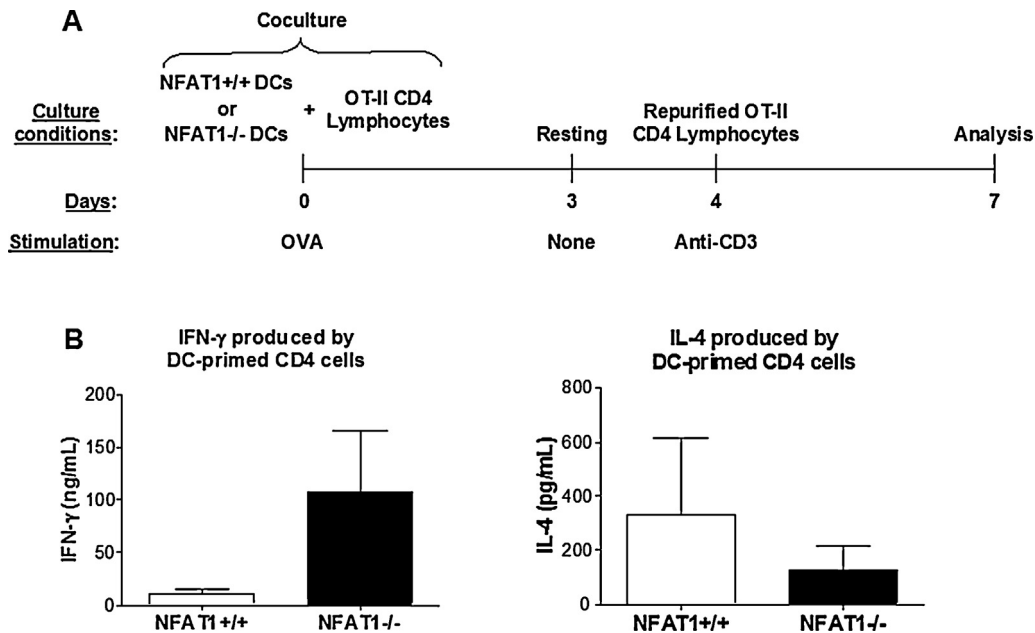 A
Coculture
NFAT1+/+ DCs
or
NFAT1-/- DCs
+
OT-II CD4
Lymphocytes
Culture
conditions:
Resting
Repurified OT-II
CD4 Lymphocytes
Analysis
Days:
0
3
4
7
Stimulation:
OVA
None
Anti-CD3
B
IFN-γ produced by
DC-primed CD4 cells
IFN-γ (ng/mL)
200
150
100
50
0
NFAT1+/+
NFAT1-/-
IL-4 produced by
DC-primed CD4 cells
IL-4 (pg/mL)
800
600
400
200
0
NFAT1+/+
NFAT1-/-